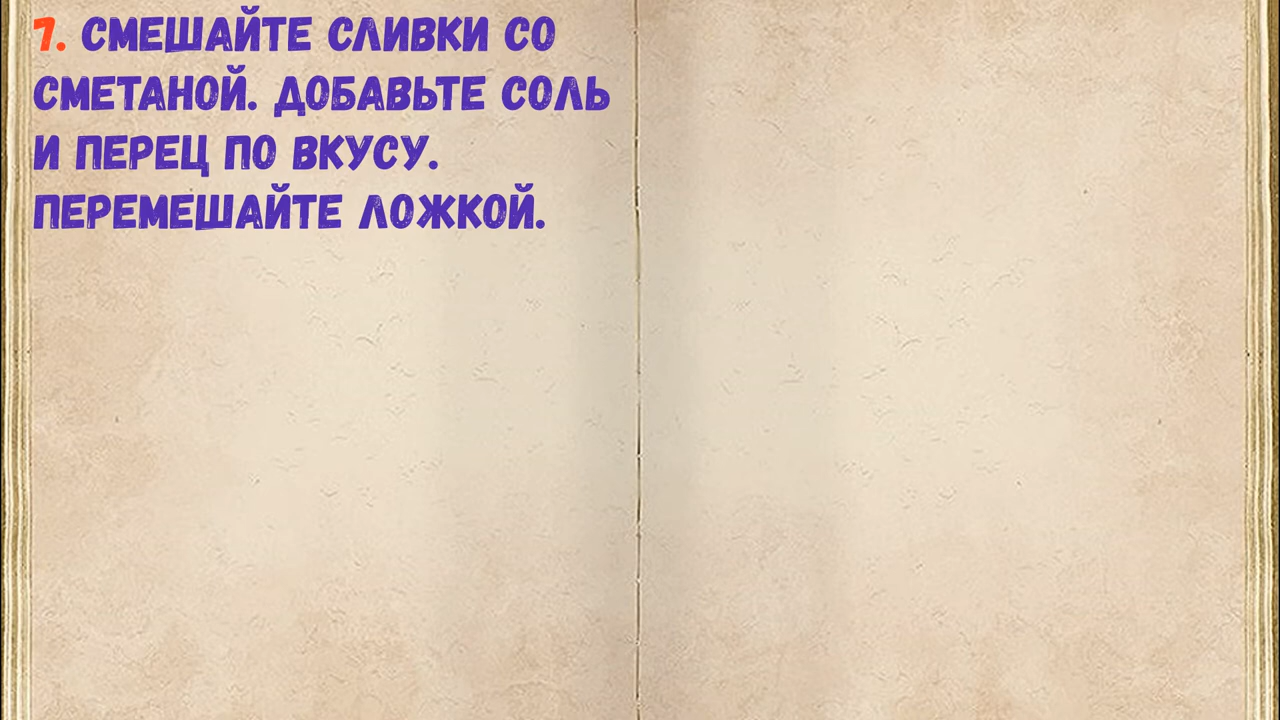 7. СМЕШАЙТЕ СЛИВКИ СО
СМЕТАНОЙ. ДОБАВЬТЕ СОЛЬ
И ПЕРЕЦ ПО ВКУСУ.
ПЕРЕМЕШАЙТЕ ЛОЖКОЙ.